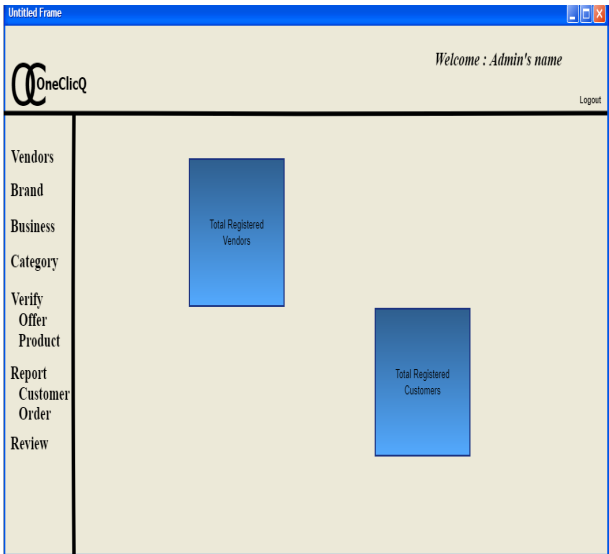 Untitled Frame
Welcome : Admin's name
OC OneClicQ
Logout
Vendors
Brand
Business
Category
Verify
Offer
Product
Report
Customer
Order
Review
Total Registered
Vendors
Total Registered
Customers